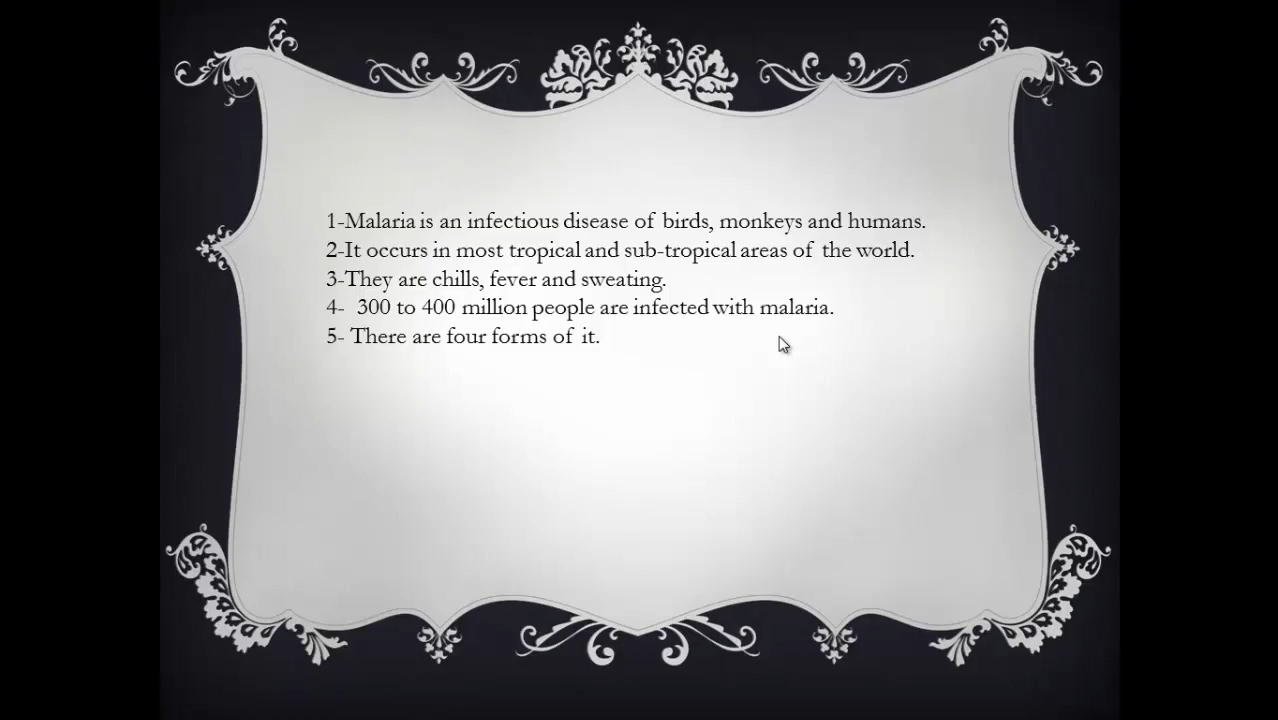 1-Malaria is an infectious disease of birds, monkeys and humans.
2-It occurs in most tropical and sub-tropical areas of the world.
3-They are chills, fever and sweating.
4-  300 to 400 million people are infected with malaria.
5- There are four forms of it.